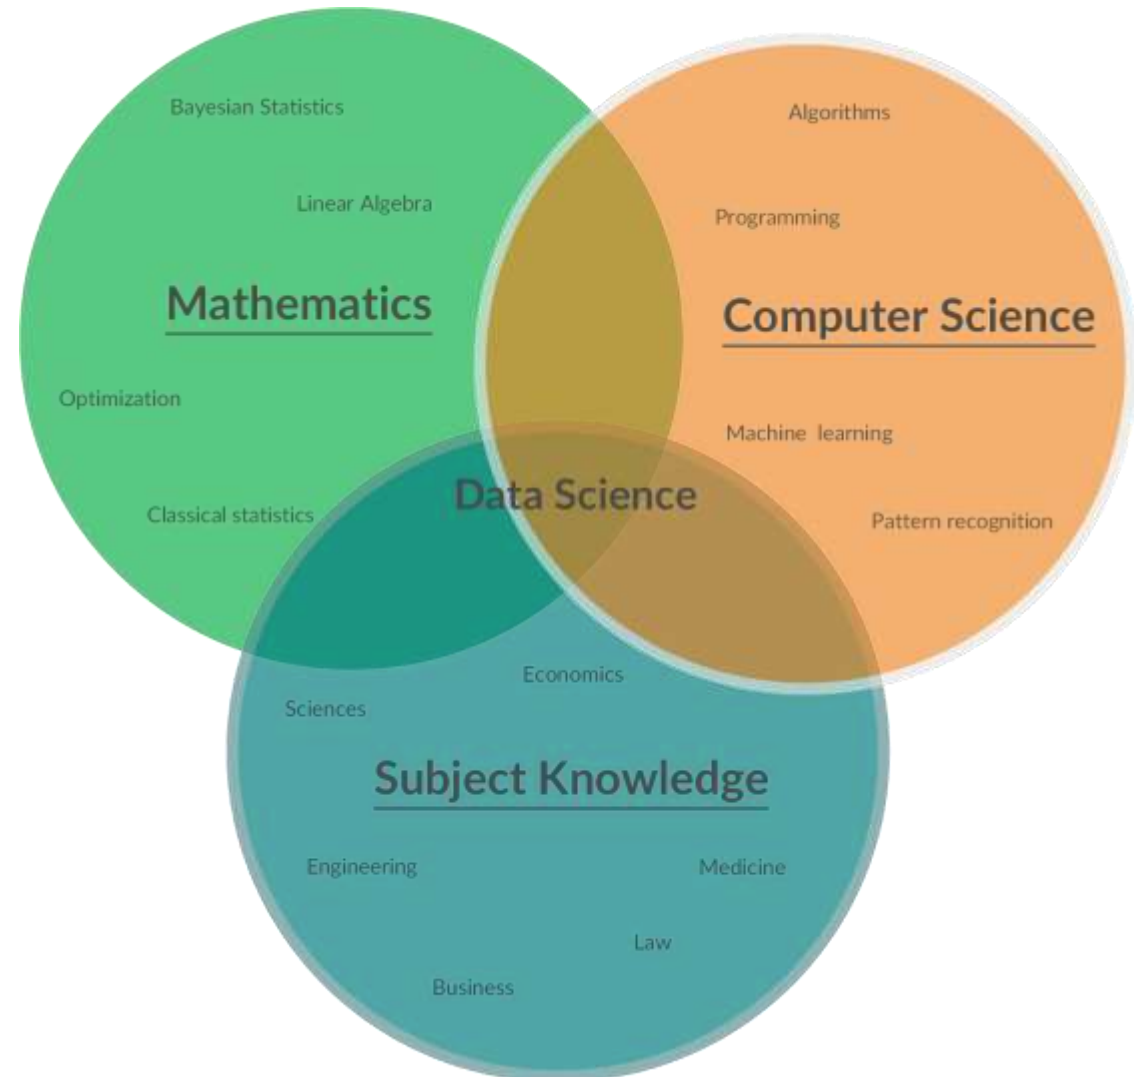 Bayesian Statistics
Algorithms
Linear Algebra
Programming
Mathematics
Computer Science
Optimization
Machine  learning
Data Science
Classical statistics
Pattern recognition
Economics
Sciences
Subject Knowledge
Engineering
Medicine
Law
Business